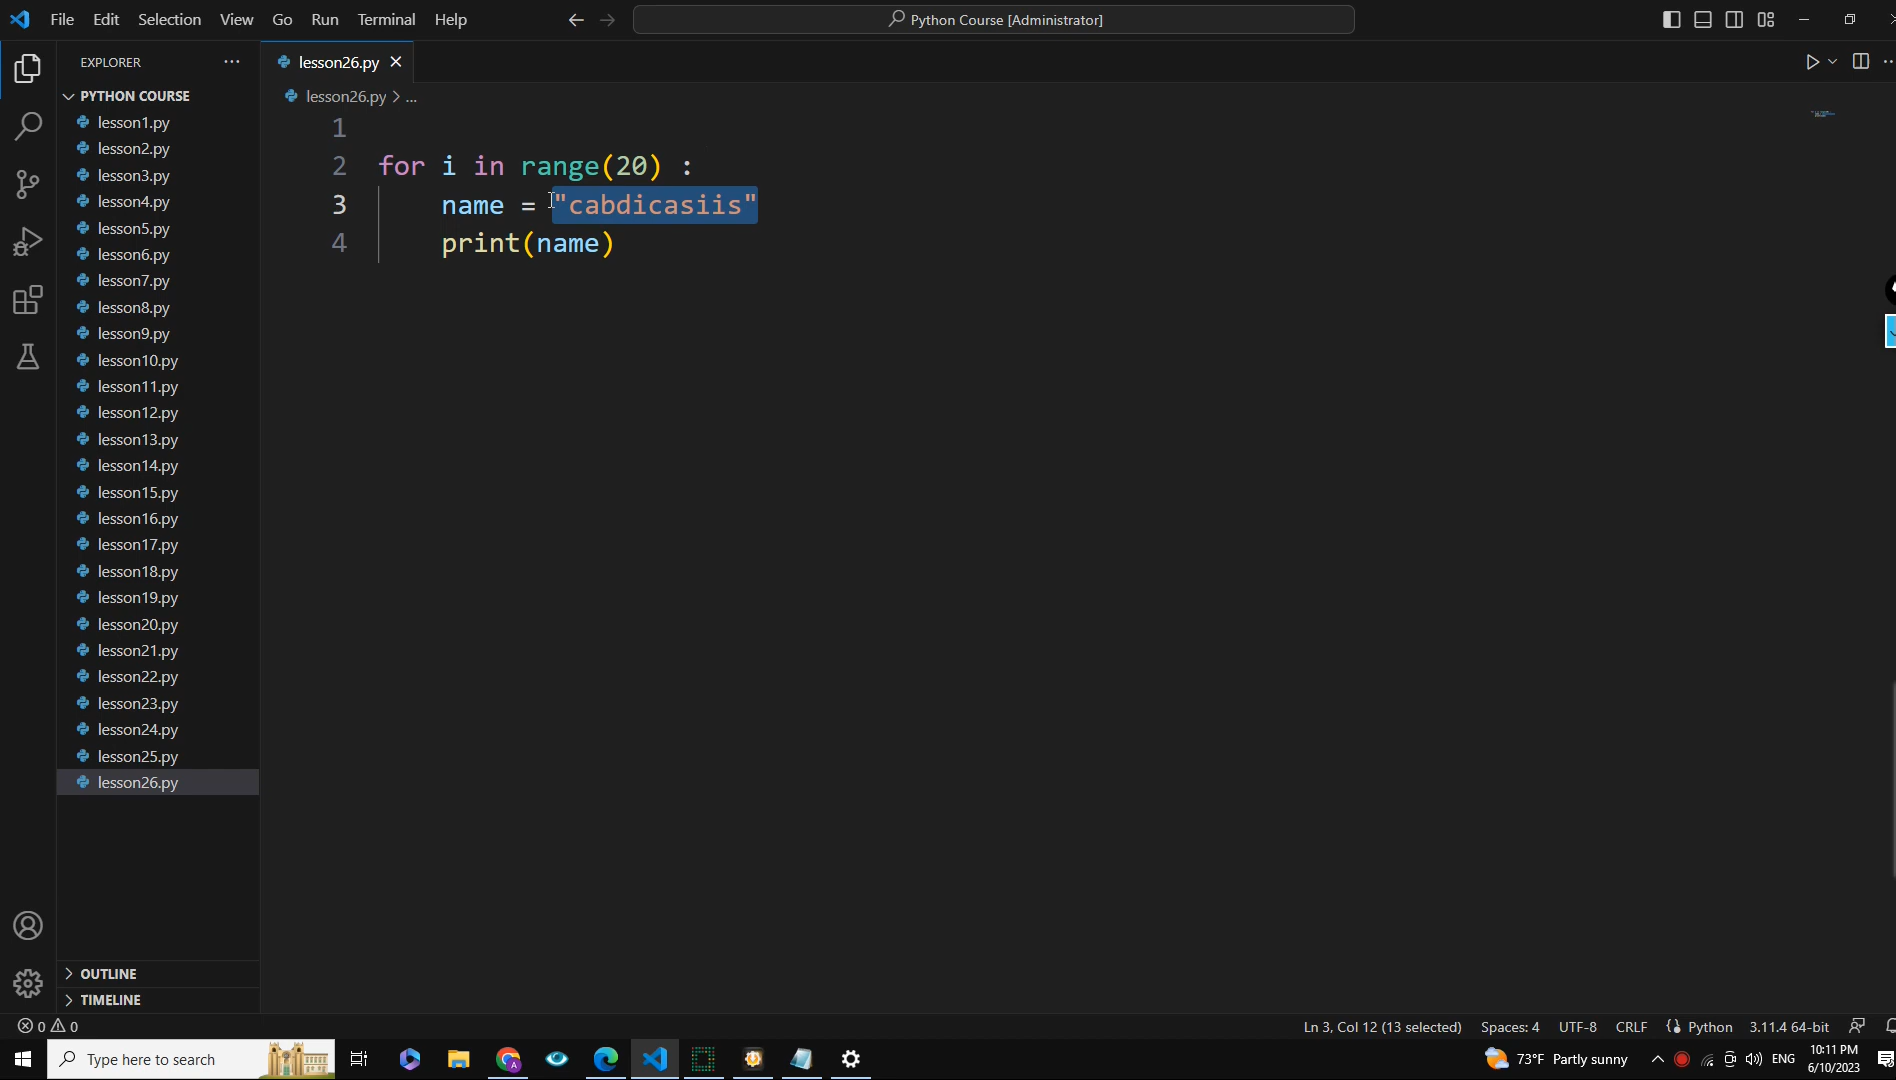 File Edit Selection View Go Run Terminal Help
Python Course [Administrator]
EXPLORER
lesson26.py
PYTHON COURSE
lesson26.py > ...
lesson1.py
lesson2.py
lesson3.py
lesson4.py
lesson5.py
lesson6.py
lesson7.py
lesson8.py
lesson9.py
lesson10.py
lesson11.py
lesson12.py
lesson13.py
lesson14.py
lesson15.py
lesson16.py
lesson17.py
lesson18.py
lesson19.py
lesson20.py
lesson21.py
lesson22.py
lesson23.py
lesson24.py
lesson25.py
lesson26.py
1
2 for i in range(20) :
3 name = "cabdicasiis"
4 print(name)
OUTLINE
TIMELINE
0 0 Ln 3, Col 12 (13 selected) Spaces: 4 UTF-8 CRLF Python 3.11.4 64-bit
Type here to search
73°F Partly sunny
ENG
10:11 PM
6/10/2023